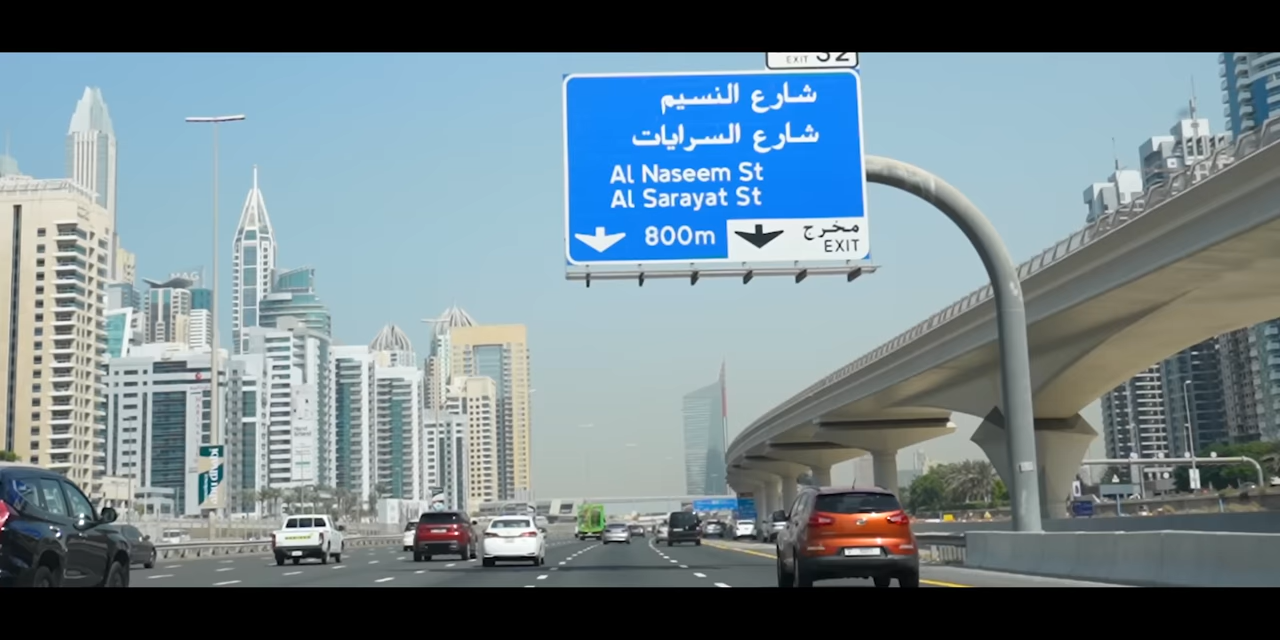 EXIT 32
شارع النسيم
شارع السرايات
Al Naseem St
Al Sarayat St
800m
مخرج
EXIT